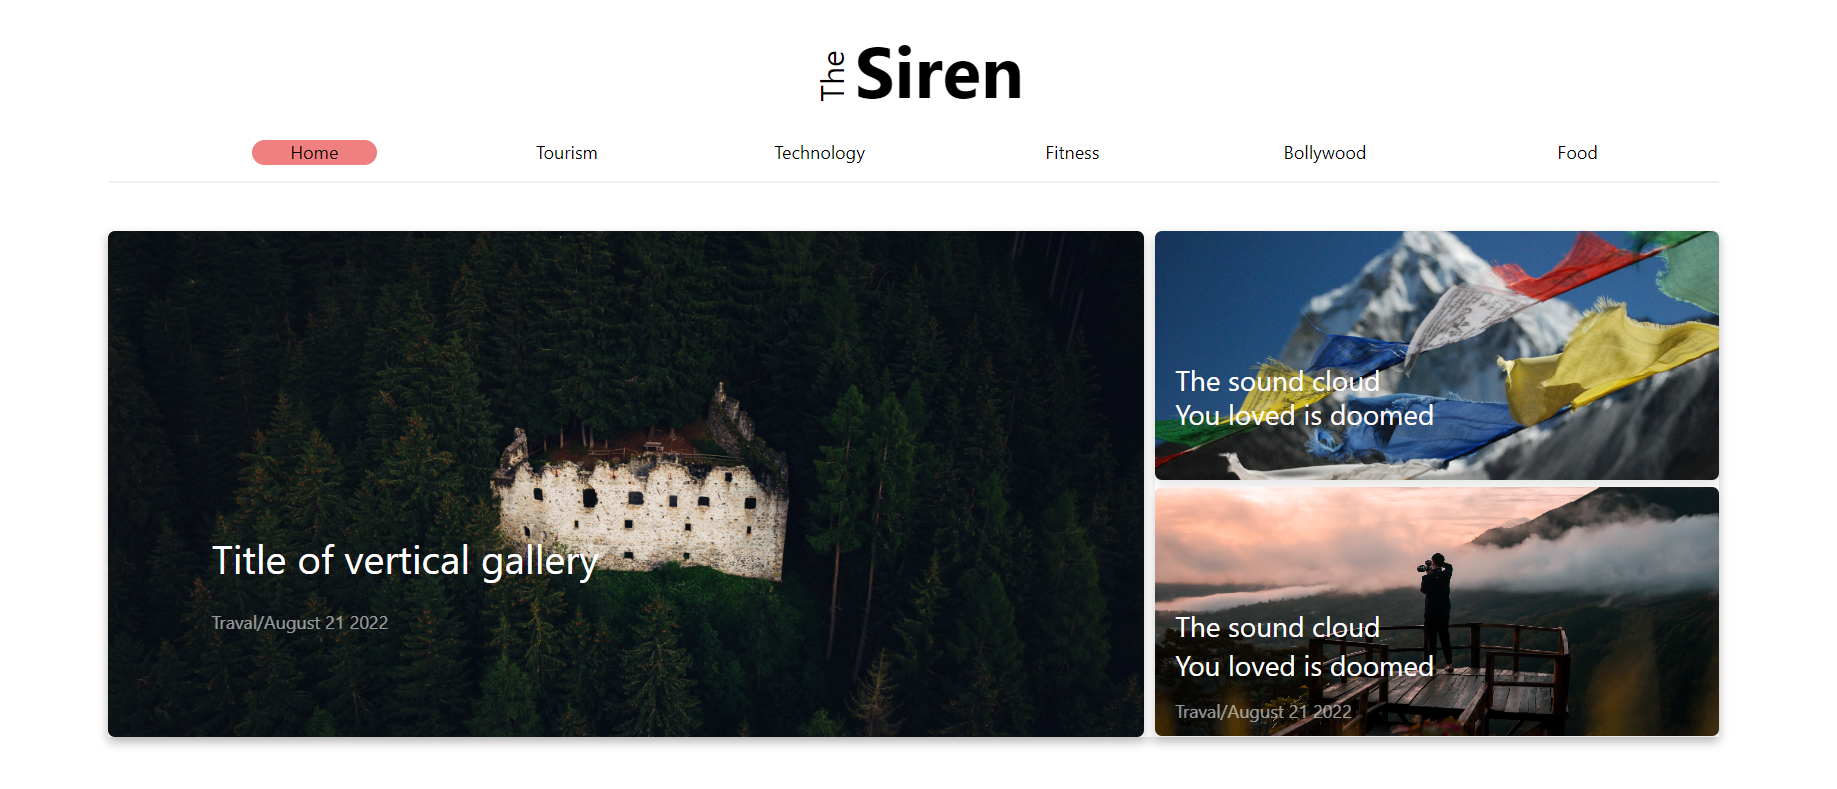 The Siren
Home Tourism Technology Fitness Bollywood Food
Title of vertical gallery
Traval/August 21 2022
The sound cloud
You loved is doomed
The sound cloud
You loved is doomed
Traval/August 21 2022